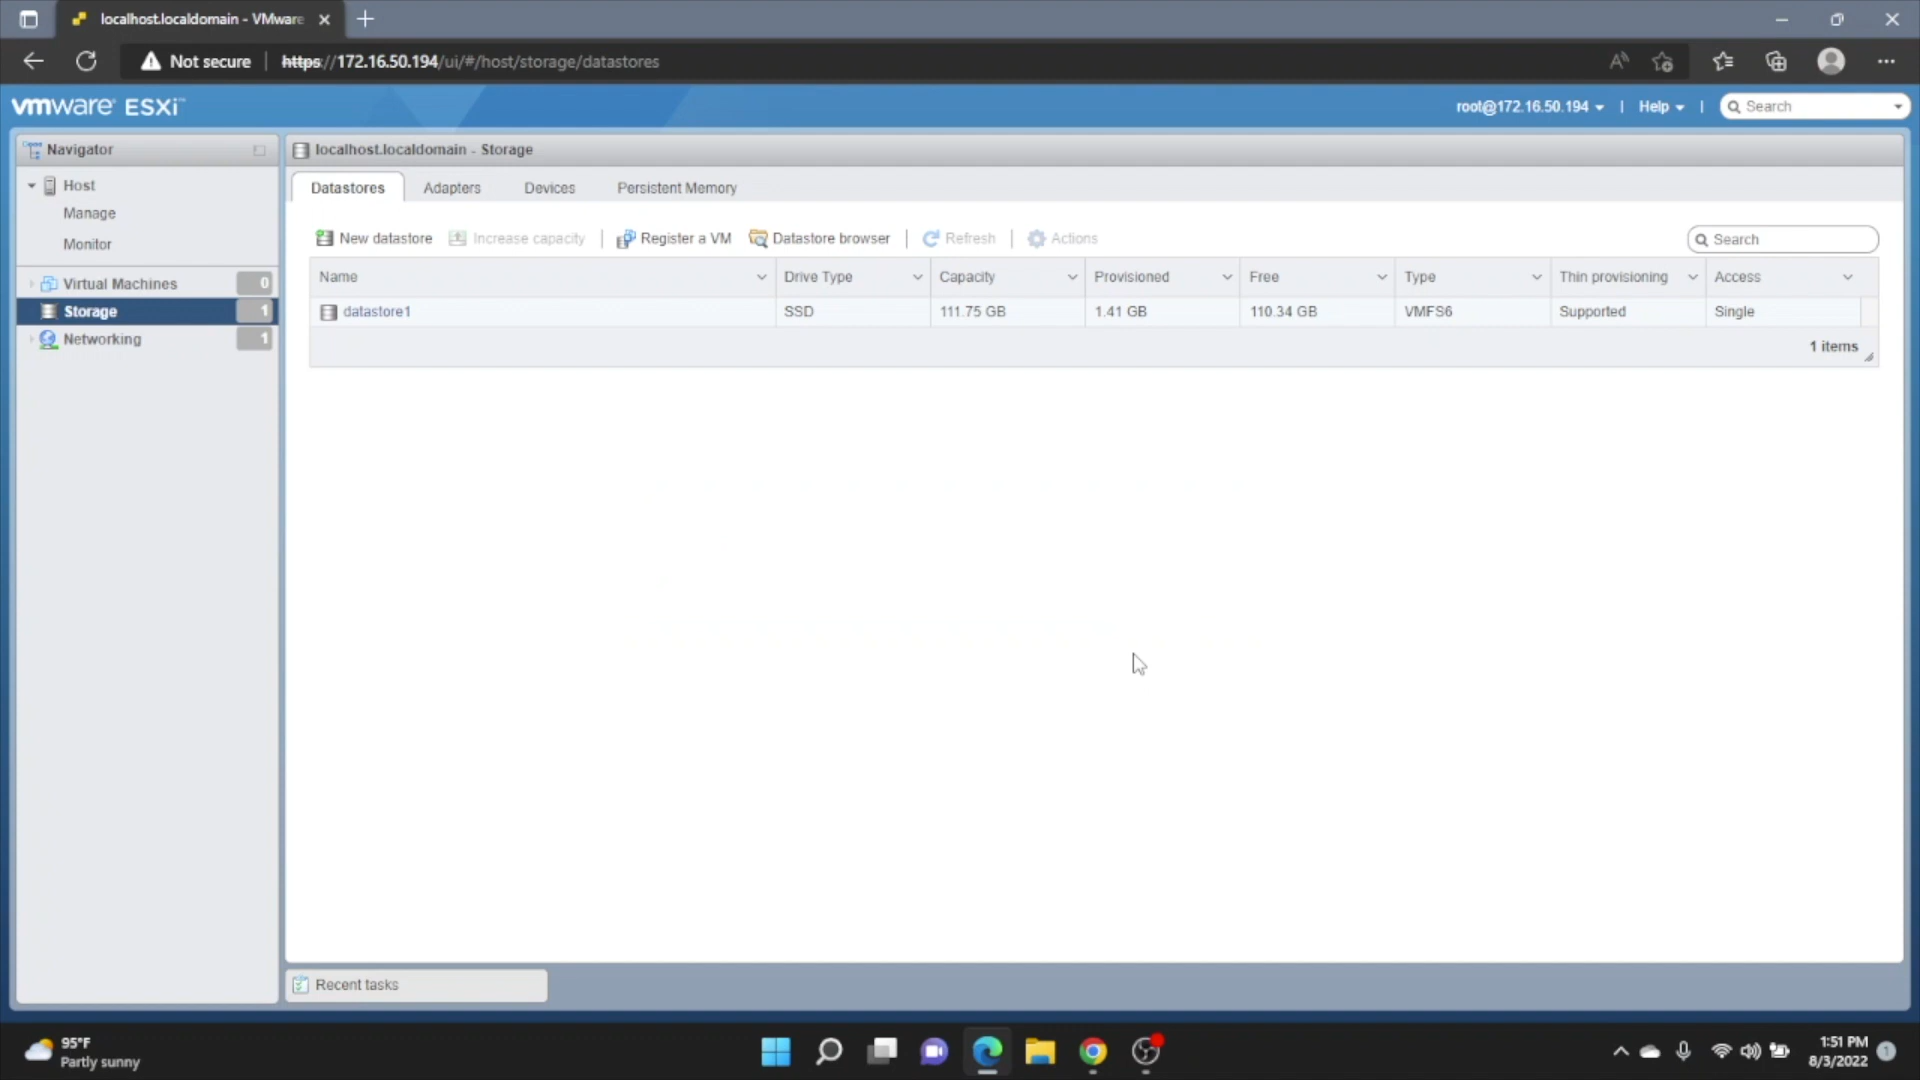 localhost.localdomain - VMware
Not secure
https://172.16.50.194/ui/#/host/storage/datastores
vmware® ESXi™
root@172.16.50.194
Help
Search
Navigator
localhost.localdomain - Storage
Host
Manage
Monitor
Virtual Machines 0
Storage 1
Networking 1
Datastores Adapters Devices Persistent Memory
New datastore Increase capacity Register a VM Datastore browser Refresh Actions Search
Name Drive Type Capacity Provisioned Free Type Thin provisioning Access
datastore1 SSD 111.75 GB 1.41 GB 110.34 GB VMFS6 Supported Single
1 items
Recent tasks
95°F
Partly sunny
1:51 PM
8/3/2022
1